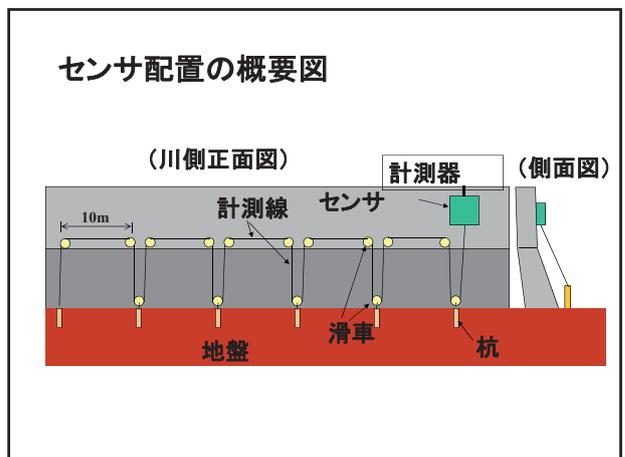 センサ配置の概要図
（川側正面図）
計測器
（側面図）
10m
計測線
センサ
滑車
地盤
杭